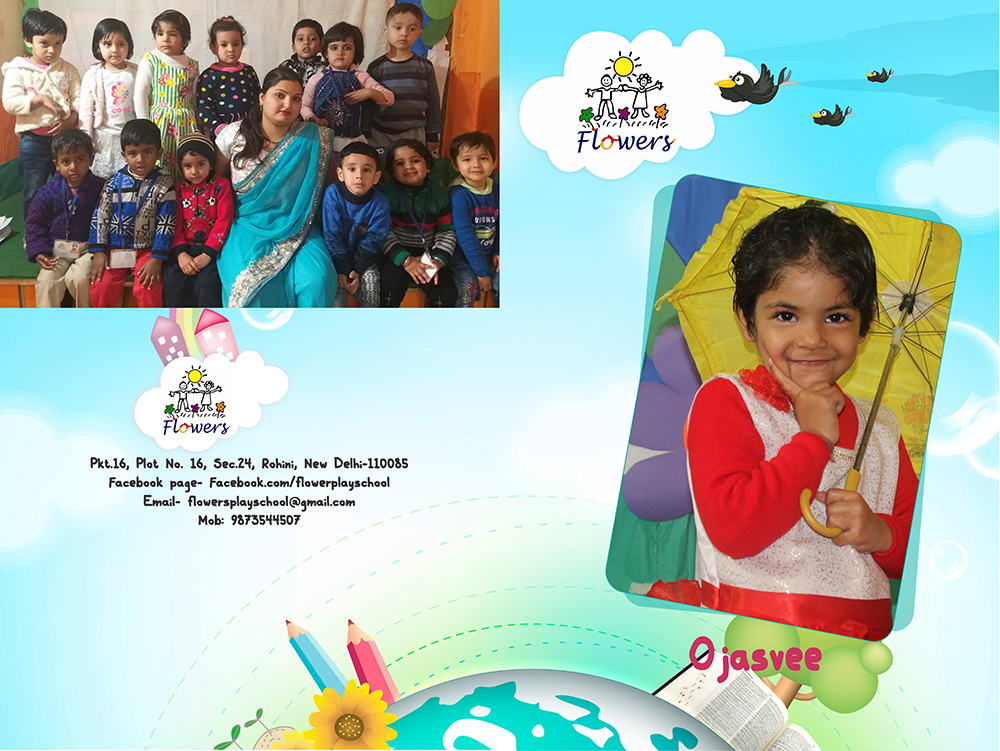 Flowers
Flowers
Pkt.16, Plot No. 16, Sec.24, Rohini, New Delhi-110085
Facebook page- Facebook.com/flowerplayschool
Email- flowersplayschool@gmail.com
Mob: 9873544507
Ojasvee